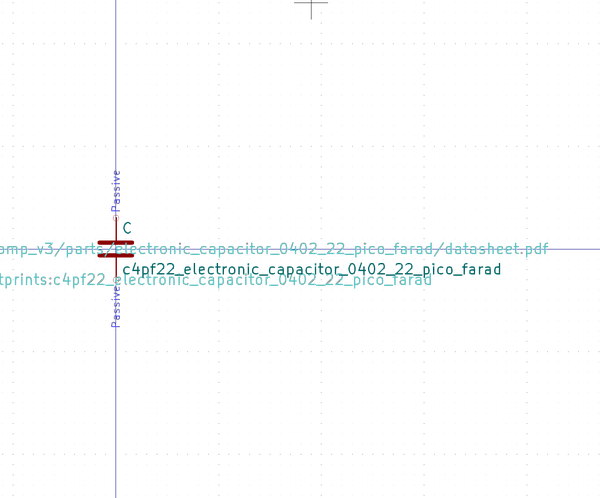 Passive
C
omp_v3/parts/electronic_capacitor_0402_22_pico_farad/datasheet.pdf
c4pf22_electronic_capacitor_0402_22_pico_farad
tprints:c4pf22_electronic_capacitor_0402_22_pico_farad
Passive